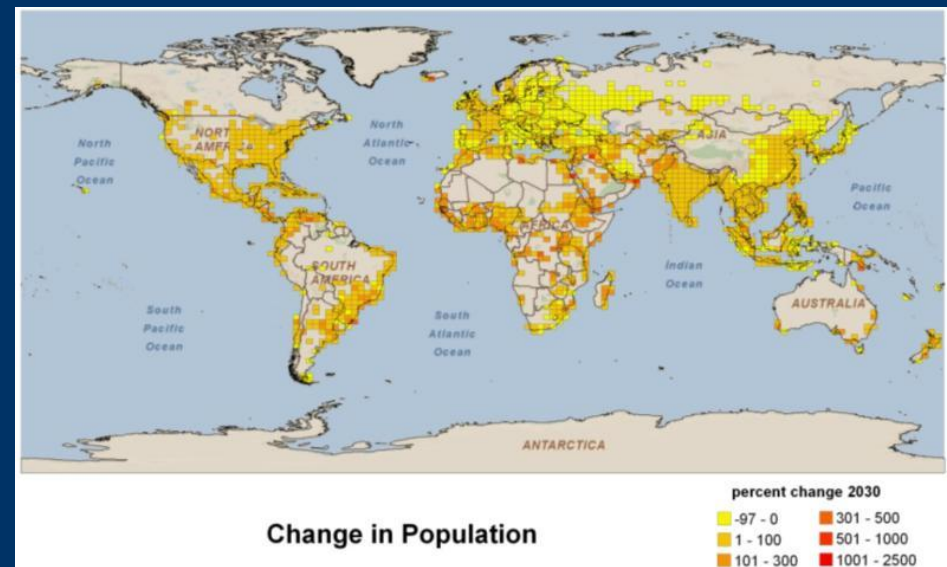 North
Pacific
Ocean
NORT
AMERICA
North
Atlantic
Ocean
ASIA
Pacific
Ocean
AFRICA
SOUTH
AMERICA
Indian
Ocean
AUSTRALIA
South
Pacific
Ocean
South
Atlantic
Ocean
ANTARCTICA
Change in Population
percent change 2030
-97 - 0
301 - 500
1 - 100
501 - 1000
101 - 300
1001 - 2500